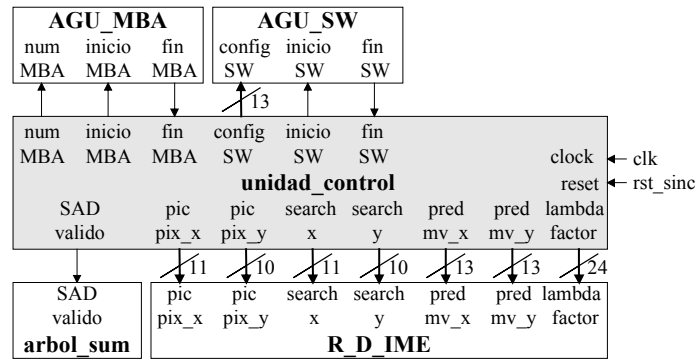 AGU_MBA AGU_SW
num inicio fin config inicio fin
MBA MBA MBA SW SW SW
13
num inicio fin config inicio fin
MBA MBA MBA SW SW SW
clock clk
unidad_control
reset rst_sinc
SAD pic pic search search pred pred lambda
valido pix_x pix_y x y mv_x mv_y factor
11 10 11 10 13 13 24
SAD pic pic search search pred pred lambda
valido pix_x pix_y x y mv_x mv_y factor
arbol_sum R_D_IME